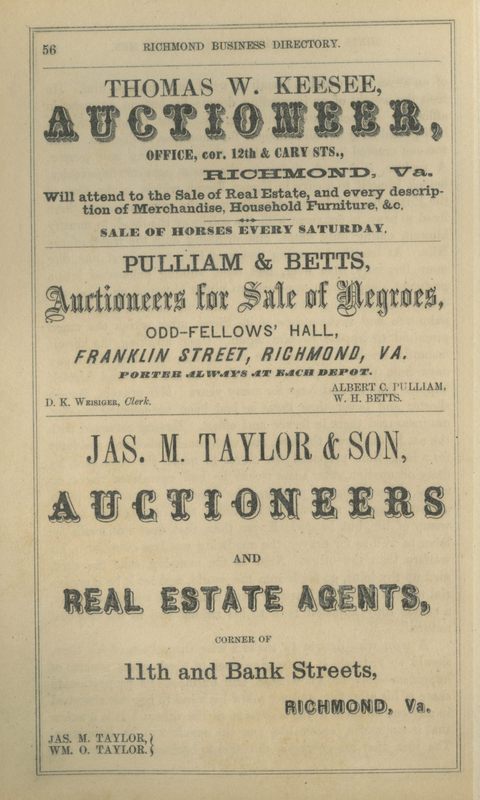 56
RICHMOND BUSINESS DIRECTORY.
THOMAS W. KEESEE,
AUCTIONEER,
OFFICE, cor. 12th & CARY STS.,
RICHMOND, Va.
Will attend to the Sale of Real Estate, and every descrip-
tion of Merchandise, Household Furniture, &c.
SALE OF HORSES EVERY SATURDAY.
PULLIAM & BETTS,
Auctioneers for Sale of Negroes,
ODD-FELLOWS' HALL,
FRANKLIN STREET, RICHMOND, VA.
PORTER ALWAYS AT EACH DEPOT.
ALBERT C. PULLIAM,
D. K. WEISIGER, Clerk. W. H. BETTS.
JAS. M. TAYLOR & SON,
AUCTIONEERS
AND
REAL ESTATE AGENTS,
CORNER OF
11th and Bank Streets,
RICHMOND, Va.
JAS. M. TAYLOR,
WM. O. TAYLOR.